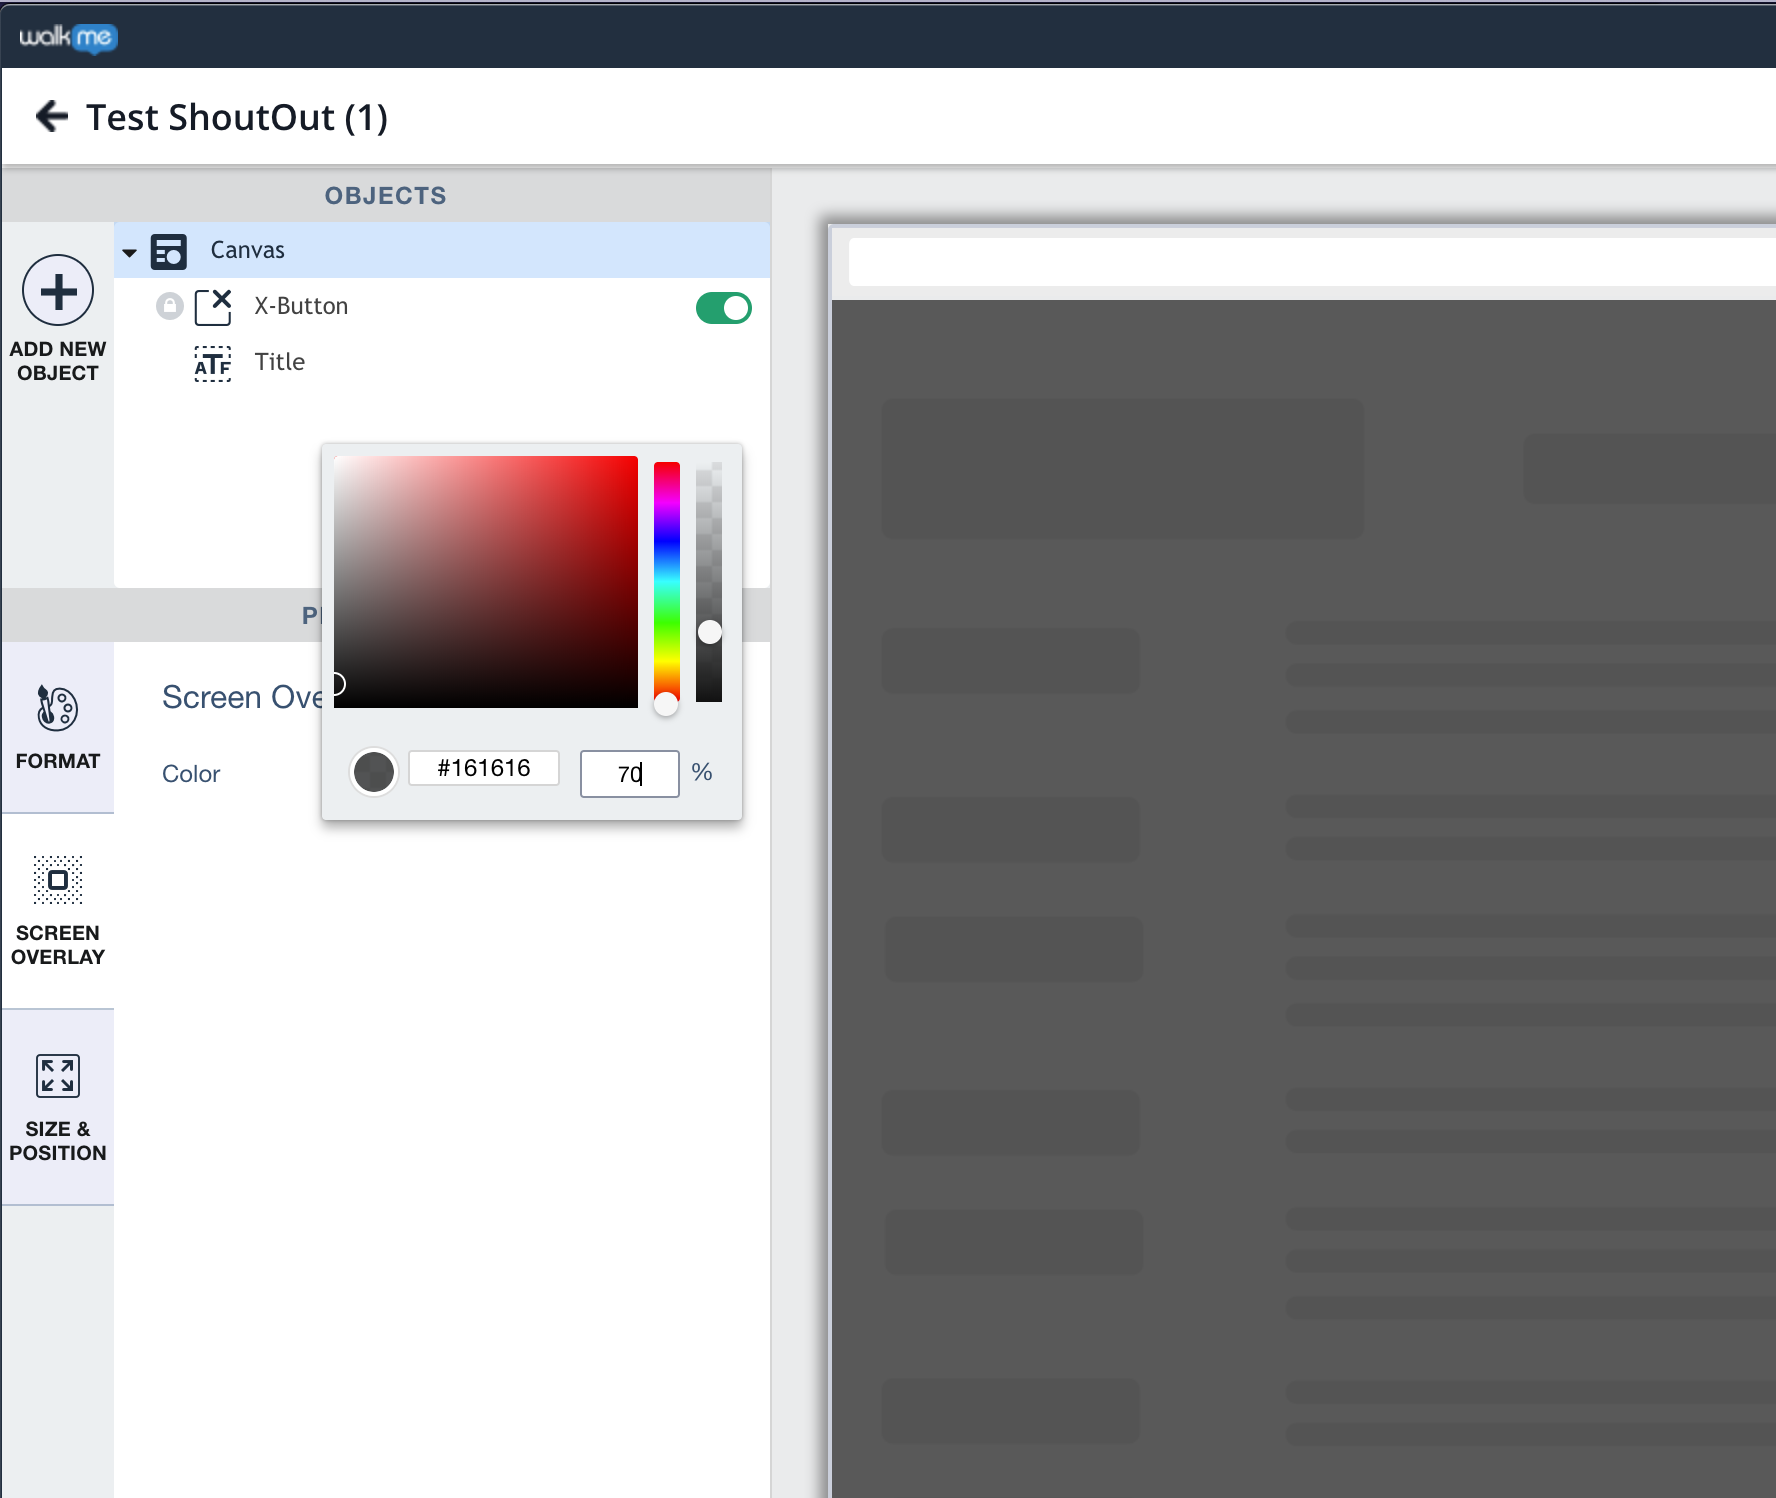 walkme
Test ShoutOut (1)
OBJECTS
ADD NEW
OBJECT
Canvas
X-Button
ATF
Title
Screen Ove
Color
#161616
70
%
FORMAT
SCREEN
OVERLAY
SIZE &
POSITION